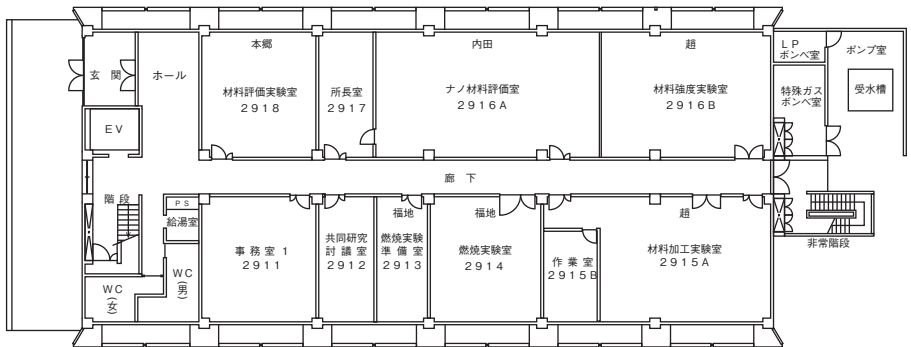 本郷
内田
趙
LP
ボンベ室
ポンプ室
玄関
ホール
材料評価実験室
2918
所長室
2917
ナノ材料評価室
2916A
材料強度実験室
2916B
特殊ガス
ボンベ室
受水槽
EV
廊下
階段
PS
給湯室
福地
福地
趙
事務室1
2911
共同研究
討議室
2912
燃焼実験
準備室
2913
燃焼実験室
2914
作業室
2915B
材料加工実験室
2915A
非常階段
WC
(女)
WC
(男)